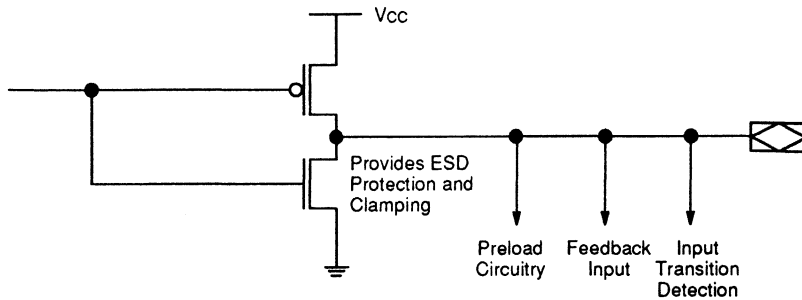 Vcc
Provides ESD
Protection and
Clamping
Preload
Circuitry
Feedback
Input
Input
Transition
Detection